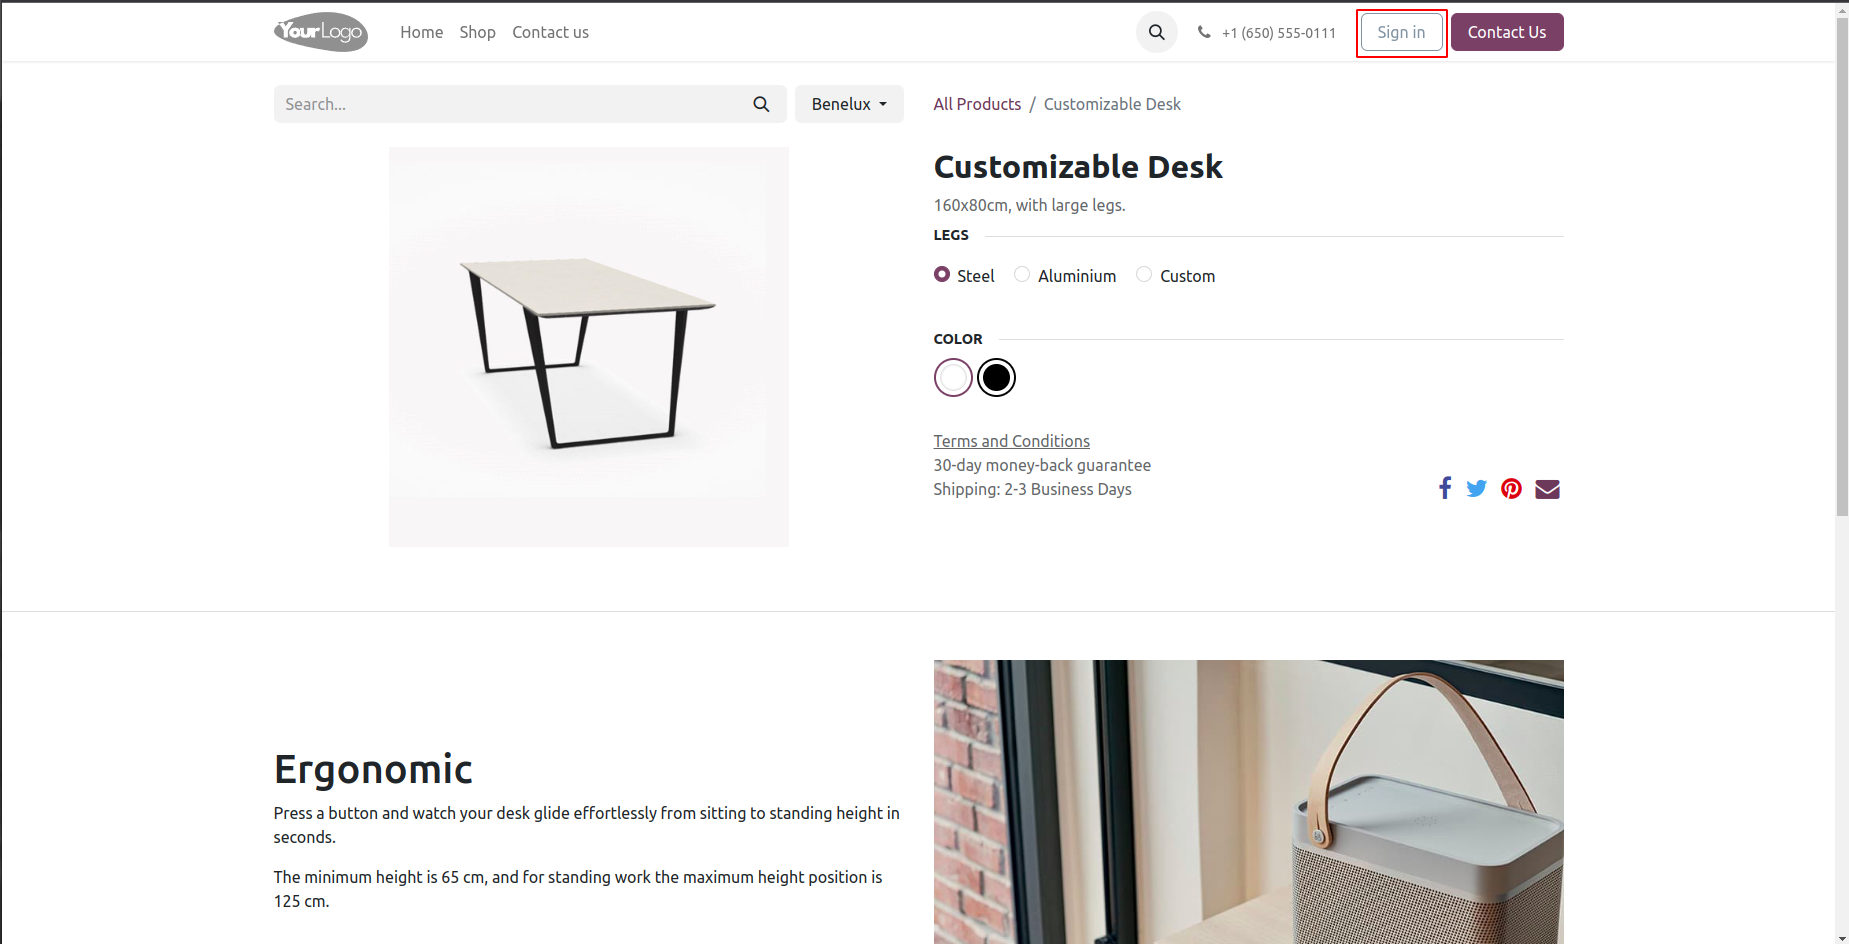 YourLogo
Home
Shop
Contact us
+1 (650) 555-0111
Sign in
Contact Us
Search...
Benelux
All Products / Customizable Desk
Customizable Desk
160x80cm, with large legs.
LEGS
Steel
Aluminium
Custom
COLOR
Terms and Conditions
30-day money-back guarantee
Shipping: 2-3 Business Days
Ergonomic
Press a button and watch your desk glide effortlessly from sitting to standing height in
seconds.
The minimum height is 65 cm, and for standing work the maximum height position is
125 cm.